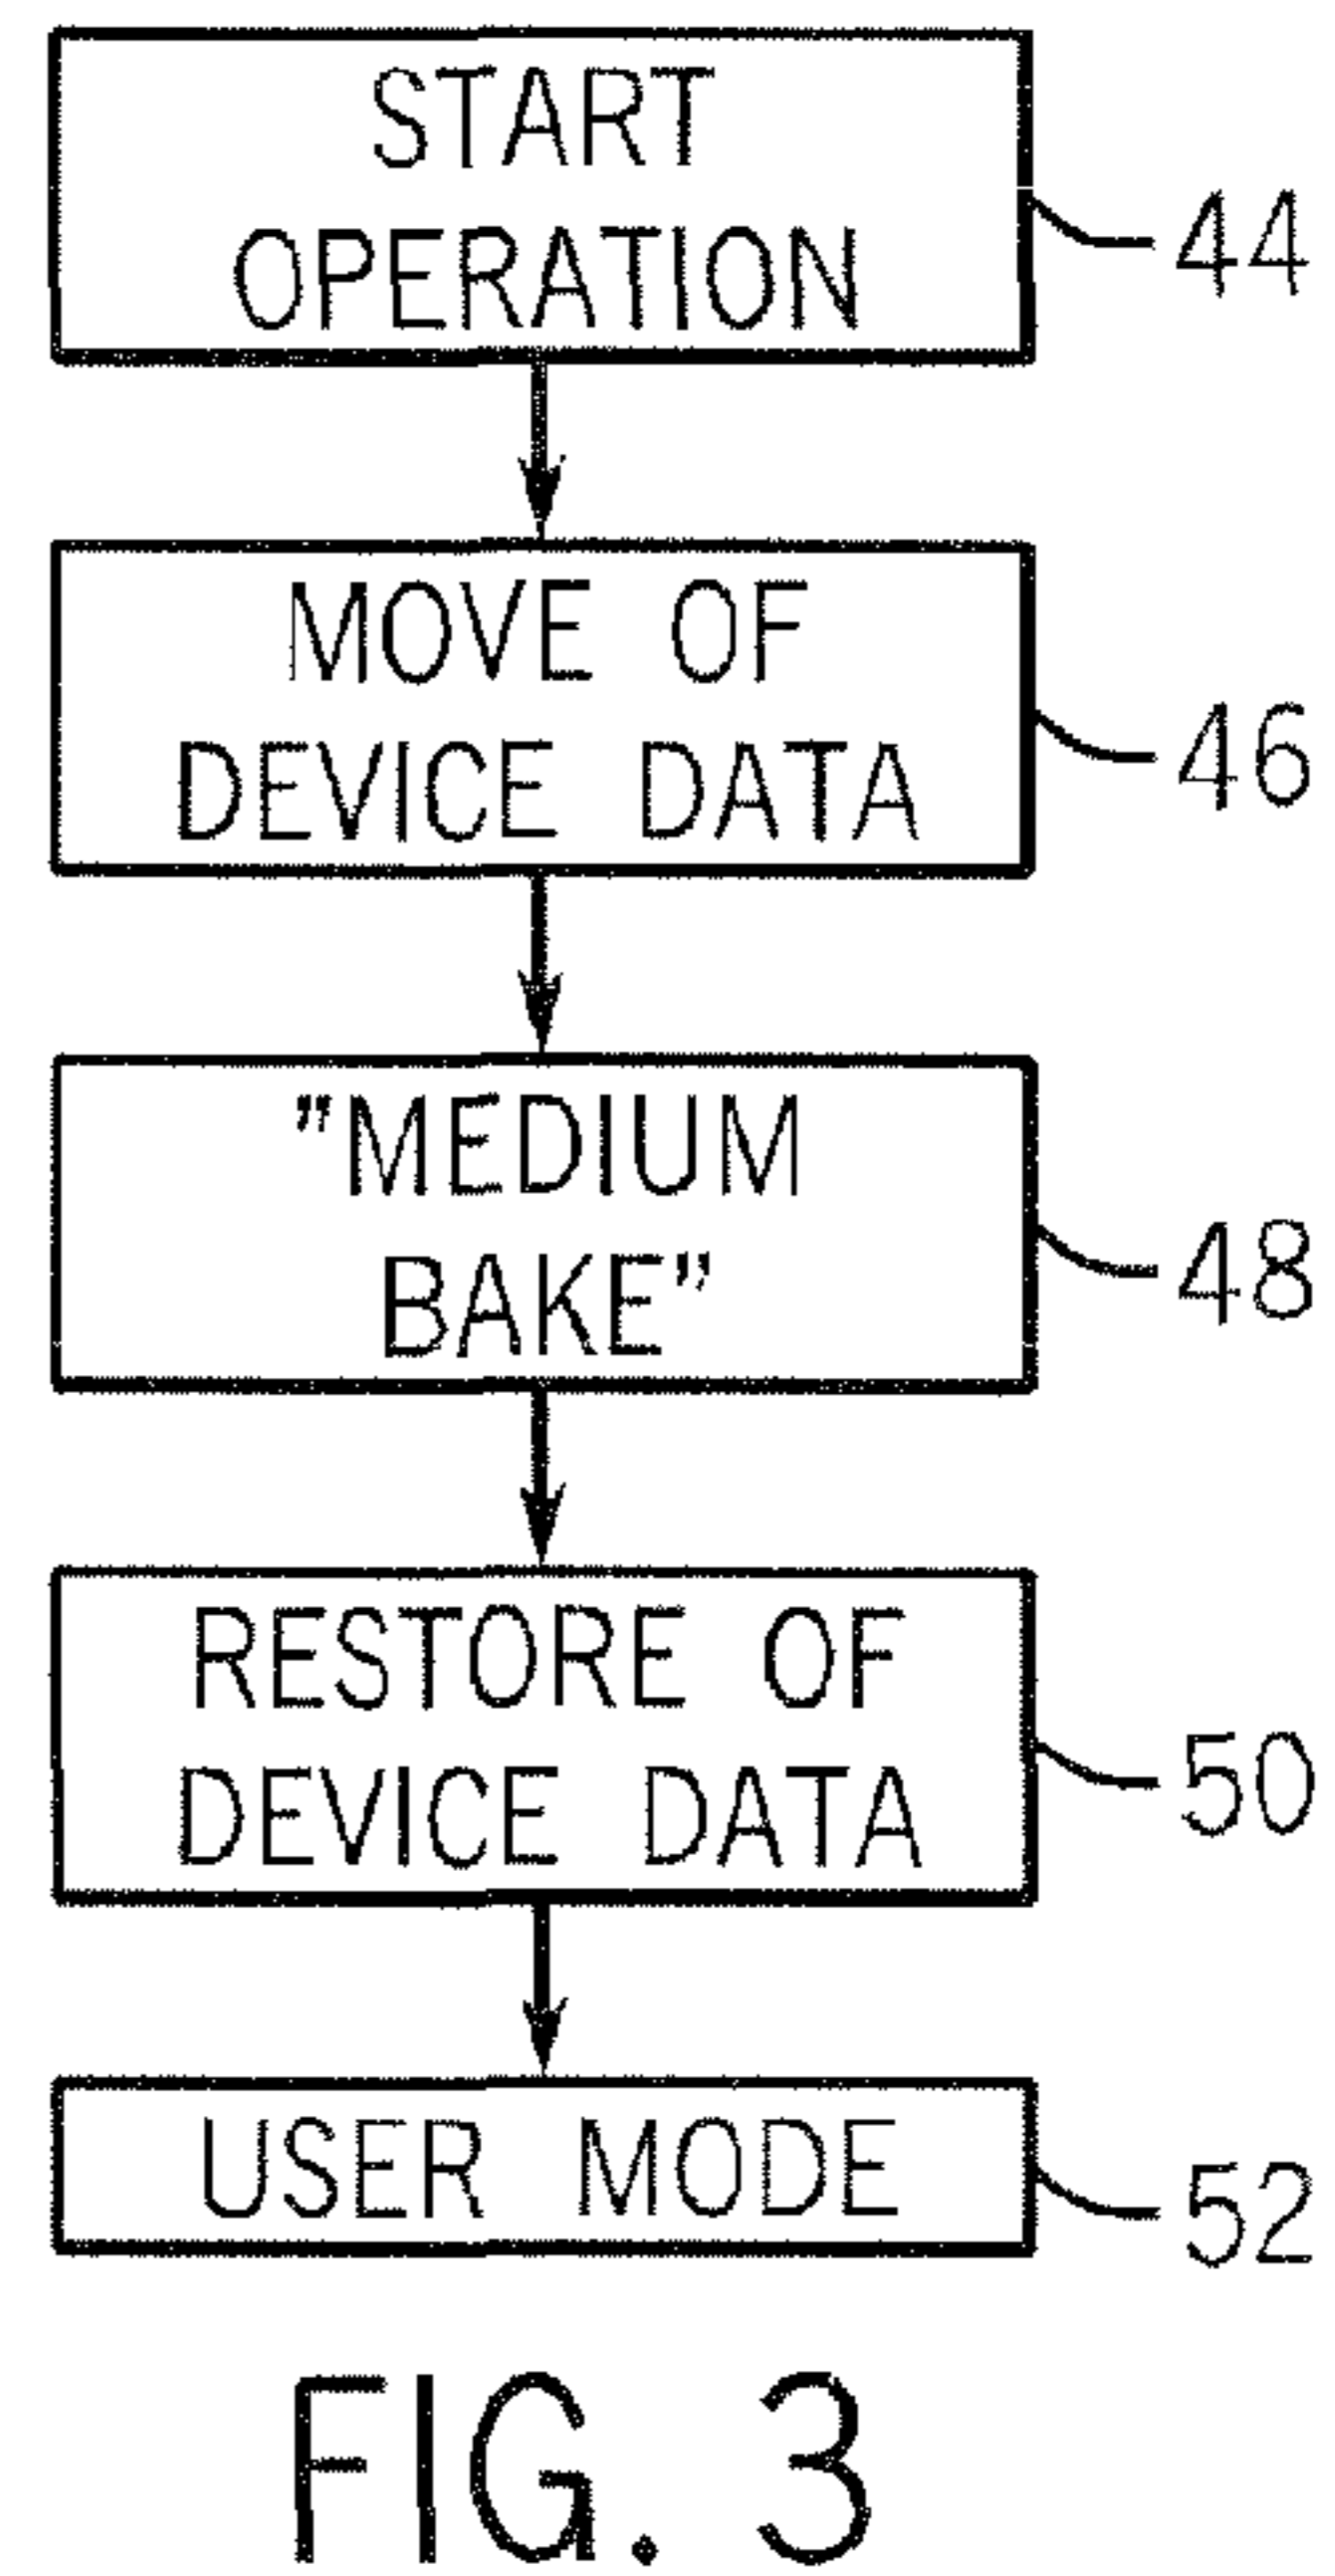 START
OPERATION
44
MOVE OF
DEVICE DATA
46
"MEDIUM
BAKE"
48
RESTORE OF
DEVICE DATA
50
USER MODE
52
FIG. 3